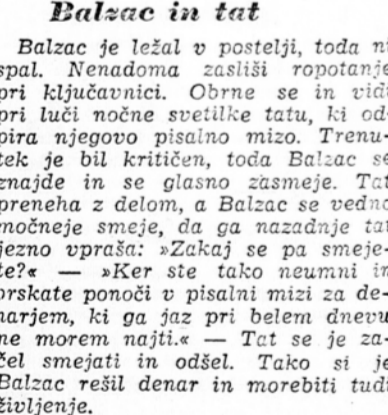 Balzac in tat
Balzac je ležal v postelji, toda ni
spal. Nenadoma zasliši ropotanje
pri ključavnici. Obrne se in vidi
pri luči nočne svetilke tatu, ki od-
pira njegovo pisalno mizo. Trenu-
tek je bil kritičen, toda Balzac se
znajde in se glasno zasmeje. Tat
preneha z delom, a Balzac se vedno
močneje smeje, da ga nazadnje tat
jezno vpraša: »Zakaj se pa smeje-
te?« — »Ker ste tako neumni in
brskate ponoči v pisalni mizi za de-
narjem, ki ga jaz pri belem dnevu
ne morem najti.« — Tat se je za-
čel smejati in odšel. Tako si je
Balzac rešil denar in morebiti tudi
življenje.